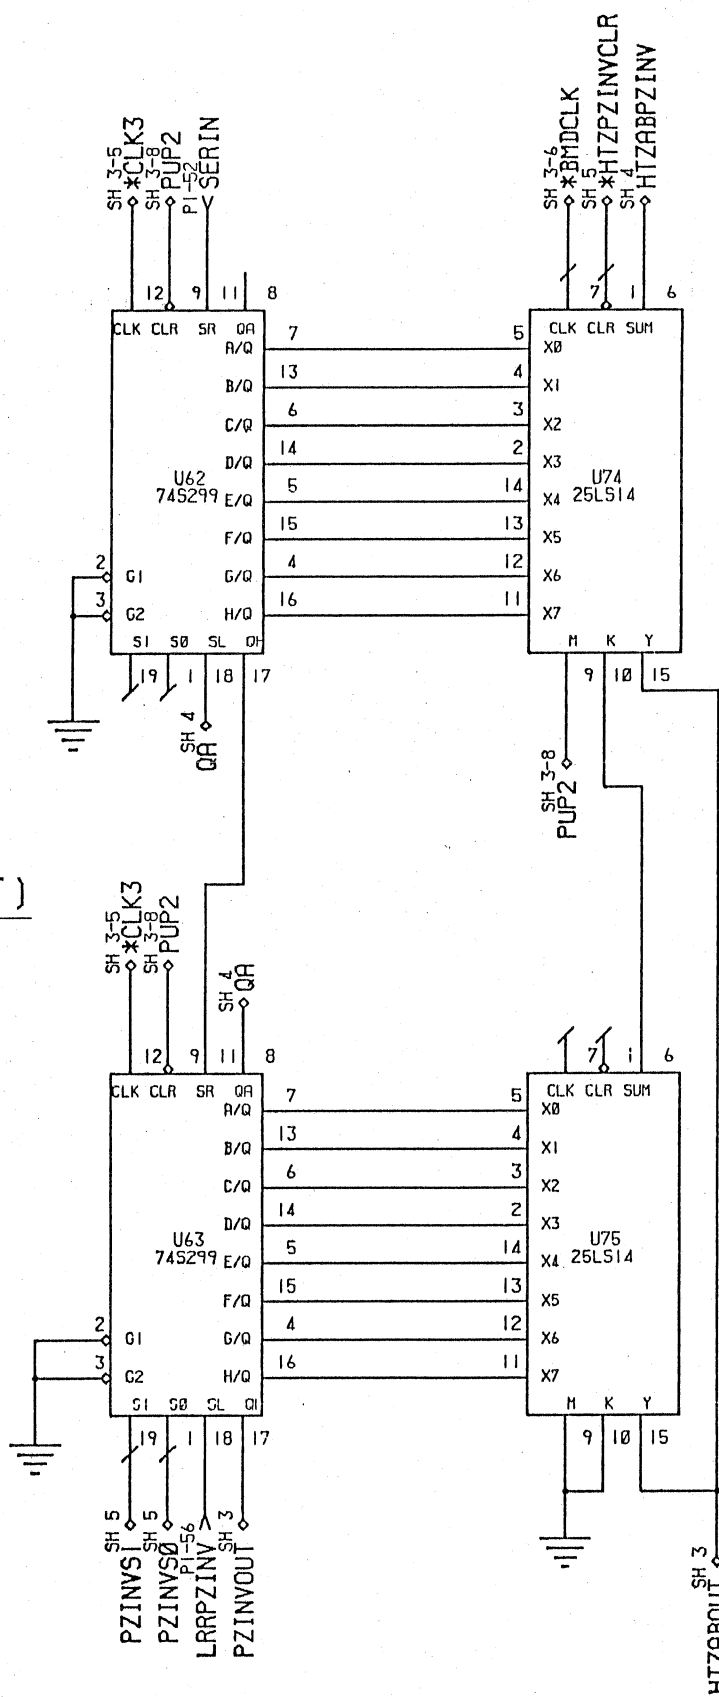 SH 3-5
*CLK3
SH 3-8
PUP2
P1-52
SERIN
SH 3-6
*BMDCLK
SH 5
*HTZPZINVCLR
SH 4
HTZABPZINV
12 9 11 8
CLK CLR SR QA
7 1 6
CLK CLR SUM
A/Q 7 5 X0
B/Q 13 4 X1
C/Q 6 3 X2
D/Q 14 2 X3
U62
74S299
E/Q 5 14 X4
U74
25LS14
F/Q 15 13 X5
2 G1
G/Q 4 12 X6
3 G2
H/Q 16 11 X7
S1 S0 SL QH
19 1 18 17
M K Y
9 10 15
SH 4
QA
SH 3-8
PUP2
)
SH 3-5
*CLK3
SH 3-8
PUP2
SH 4
QA
12 9 11 8
CLK CLR SR QA
7 1 6
CLK CLR SUM
A/Q 7 5 X0
B/Q 13 4 X1
C/Q 6 3 X2
D/Q 14 2 X3
U63
74S299
E/Q 5 14 X4
U75
25LS14
F/Q 15 13 X5
2 G1
G/Q 4 12 X6
3 G2
H/Q 16 11 X7
S1 S0 SL
19 1 18 17
M K Y
9 10 15
SH 5
PZINVS1
SH 5
PZINVS0
P1-56
LRRPZINV
SH 3
PZINVOUT
SH 3
HTZABOUT